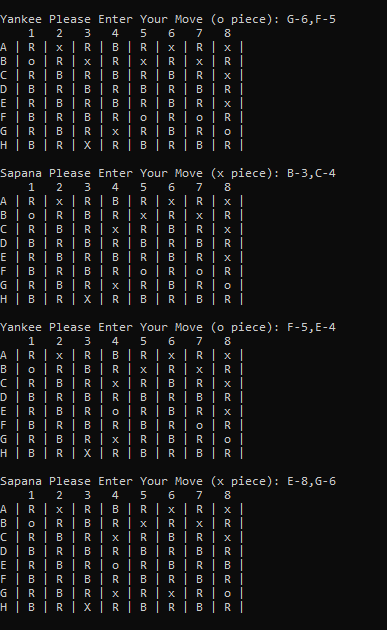 Yankee Please Enter Your Move (o piece): G-6,F-5
1 2 3 4 5 6 7 8
A | R | x | R | B | R | x | R | x |
B | o | R | x | R | x | R | x | R |
C | R | B | R | B | R | B | R | x |
D | B | R | B | R | B | R | B | R |
E | R | B | R | B | R | B | R | x |
F | B | R | B | R | o | R | o | R |
G | R | B | R | x | R | B | R | o |
H | B | R | X | R | B | R | B | R |
Sapana Please Enter Your Move (x piece): B-3,C-4
1 2 3 4 5 6 7 8
A | R | x | R | B | R | x | R | x |
B | o | R | B | R | x | R | x | R |
C | R | B | R | x | R | B | R | x |
D | B | R | B | R | B | R | B | R |
E | R | B | R | B | R | B | R | x |
F | B | R | B | R | o | R | o | R |
G | R | B | R | x | R | B | R | o |
H | B | R | X | R | B | R | B | R |
Yankee Please Enter Your Move (o piece): F-5,E-4
1 2 3 4 5 6 7 8
A | R | x | R | B | R | x | R | x |
B | o | R | B | R | x | R | x | R |
C | R | B | R | x | R | B | R | x |
D | B | R | B | R | B | R | B | R |
E | R | B | R | o | R | B | R | x |
F | B | R | B | R | B | R | o | R |
G | R | B | R | x | R | B | R | o |
H | B | R | X | R | B | R | B | R |
Sapana Please Enter Your Move (x piece): E-8,G-6
1 2 3 4 5 6 7 8
A | R | x | R | B | R | x | R | x |
B | o | R | B | R | x | R | x | R |
C | R | B | R | x | R | B | R | x |
D | B | R | B | R | B | R | B | R |
E | R | B | R | o | R | B | R | B |
F | B | R | B | R | B | R | B | R |
G | R | B | R | x | R | x | R | o |
H | B | R | X | R | B | R | B | R |